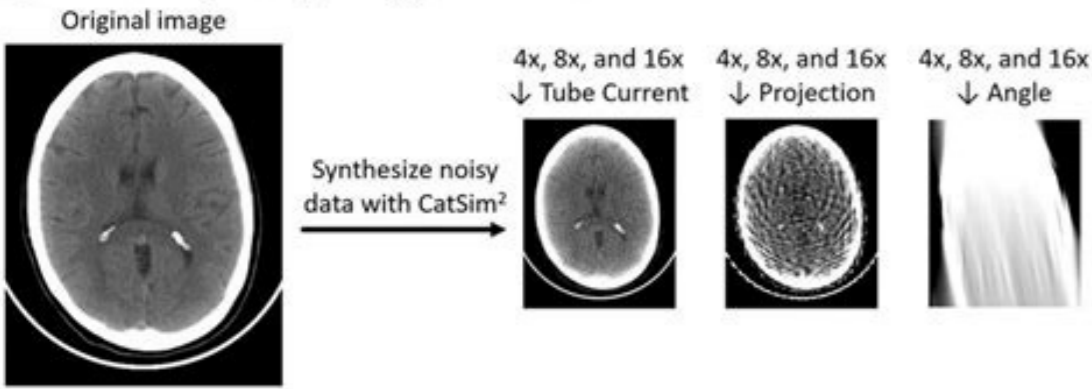 Original image
Synthesize noisy
data with CatSim²
4x, 8x, and 16x
↓ Tube Current
4x, 8x, and 16x
↓ Projection
4x, 8x, and 16x
↓ Angle